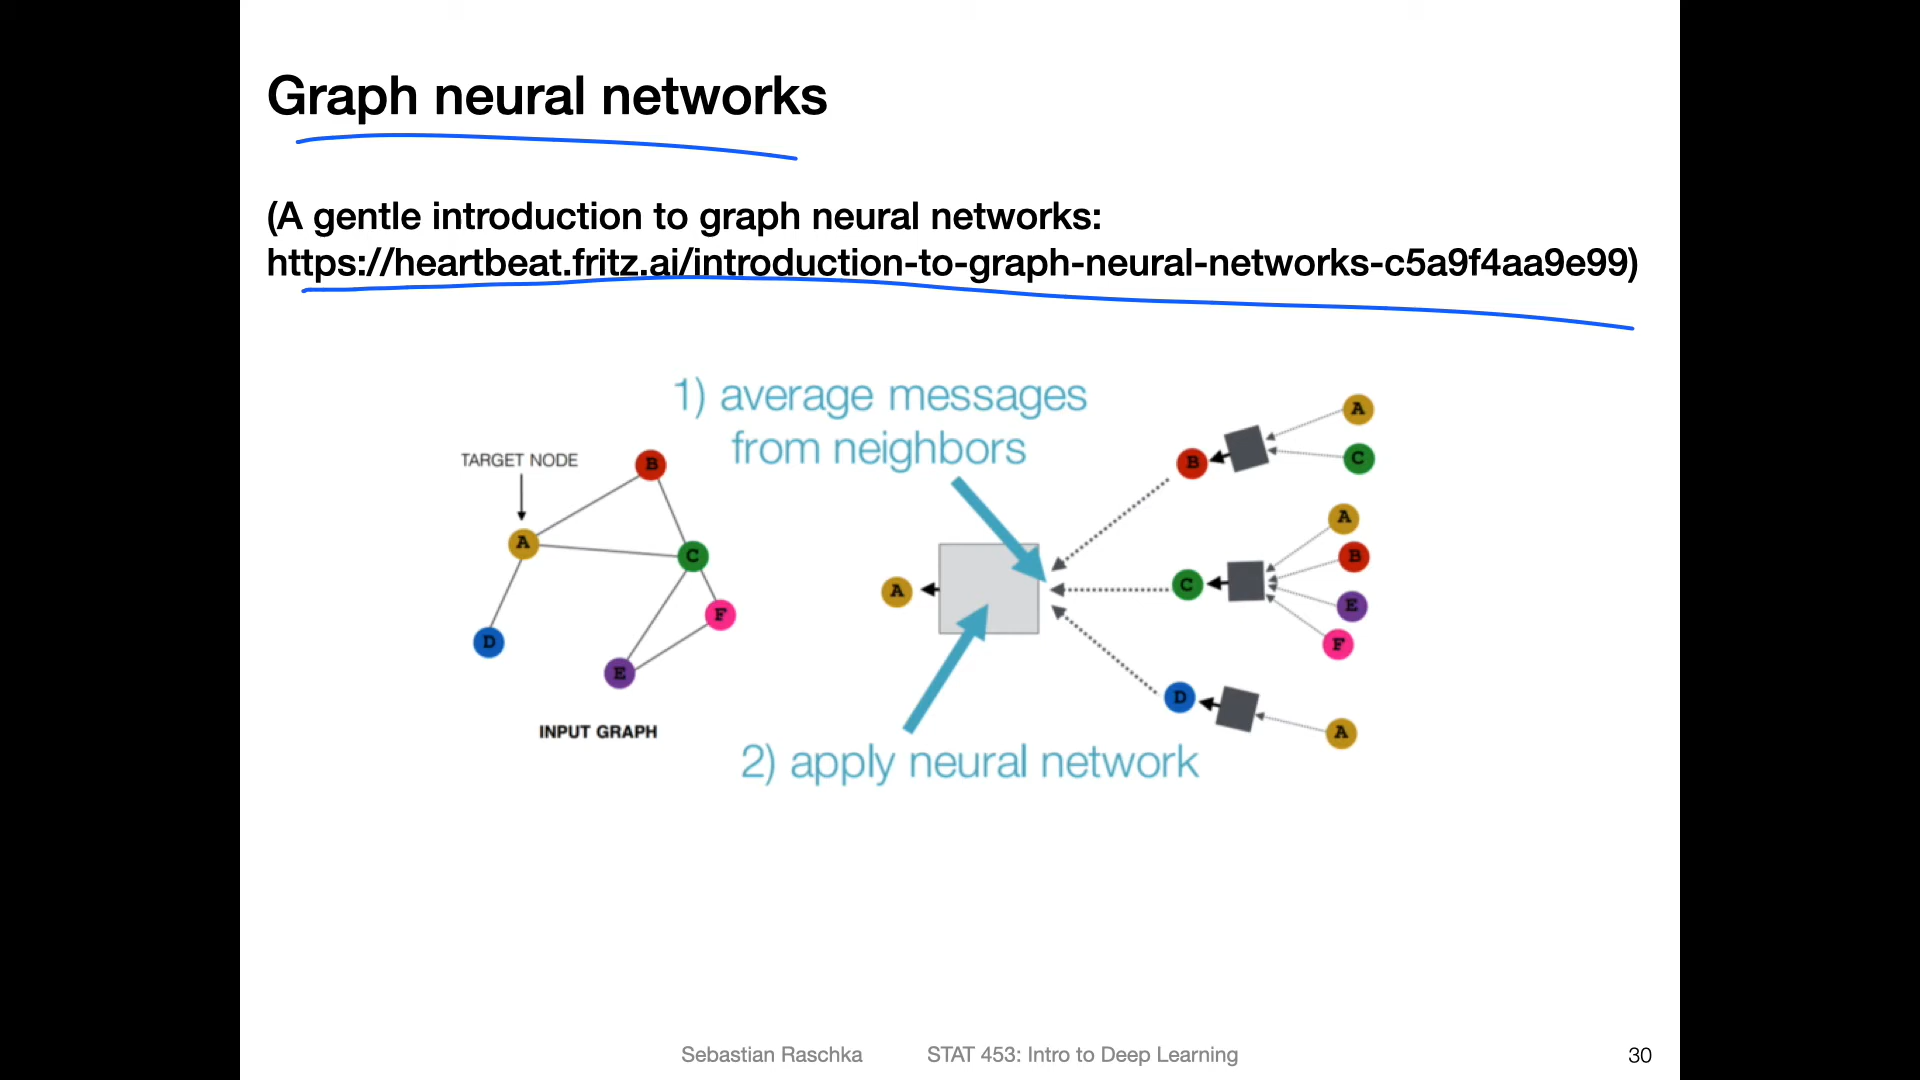 Graph neural networks
(A gentle introduction to graph neural networks:
https://heartbeat.fritz.ai/introduction-to-graph-neural-networks-c5a9f4aa9e99)
1) average messages
from neighbors
TARGET NODE
B
A
C
F
D
E
INPUT GRAPH
A
B
A
C
C
A
B
E
F
D
A
2) apply neural network
Sebastian Raschka
STAT 453: Intro to Deep Learning
30